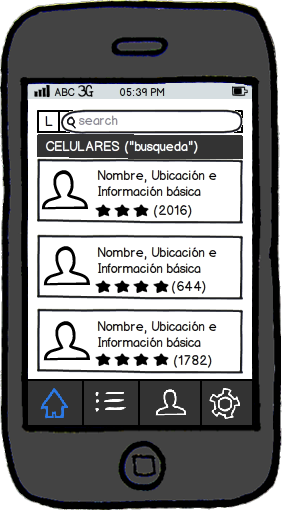 ABC 3G 05:39 PM
L search
CELULARES ("busqueda")
Nombre, Ubicación e
Información básica
(2016)
Nombre, Ubicación e
Información básica
(644)
Nombre, Ubicación e
Información básica
(1782)